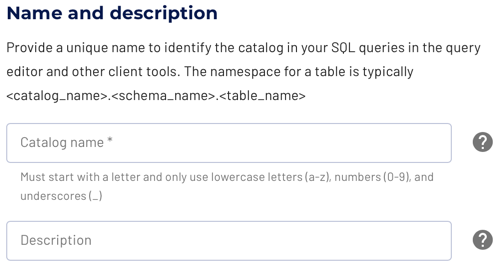 Name and description
Provide a unique name to identify the catalog in your SQL queries in the query
editor and other client tools. The namespace for a table is typically
<catalog_name>.<schema_name>.<table_name>
Catalog name *
?
Must start with a letter and only use lowercase letters (a-z), numbers (0-9), and
underscores (_)
Description
?